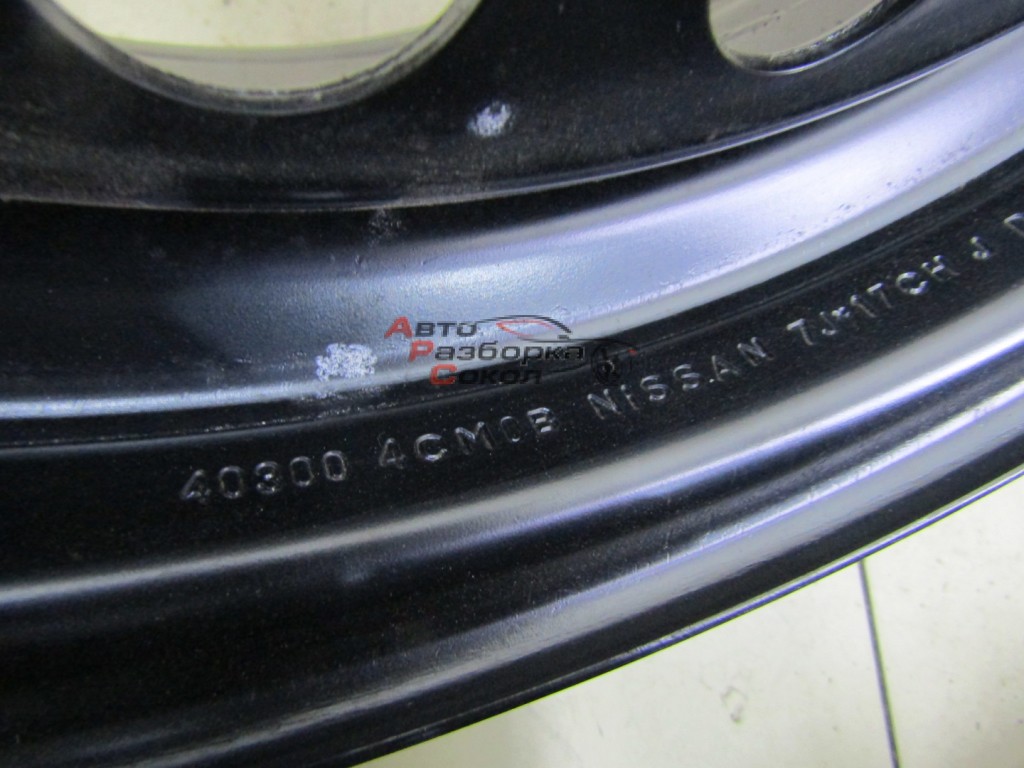 Авто
Разборка
Сокол
40300 4CM0B NISSAN 7J×17CH J